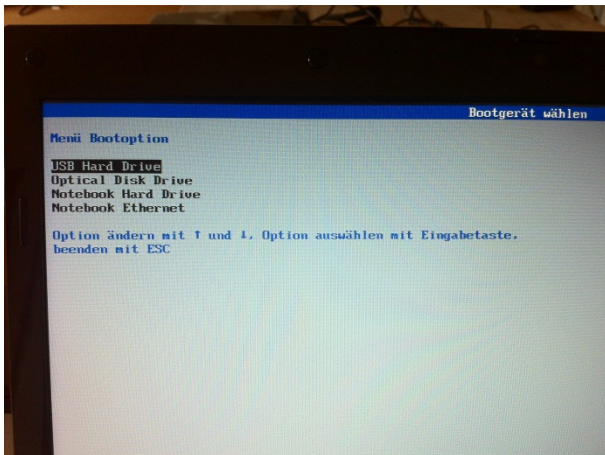 Bootgerät wählen
Menü Bootoption
USB Hard Drive
Optical Disk Drive
Notebook Hard Drive
Notebook Ethernet
Option ändern mit ↑ und ↓, Option auswählen mit Eingabetaste,
beenden mit ESC